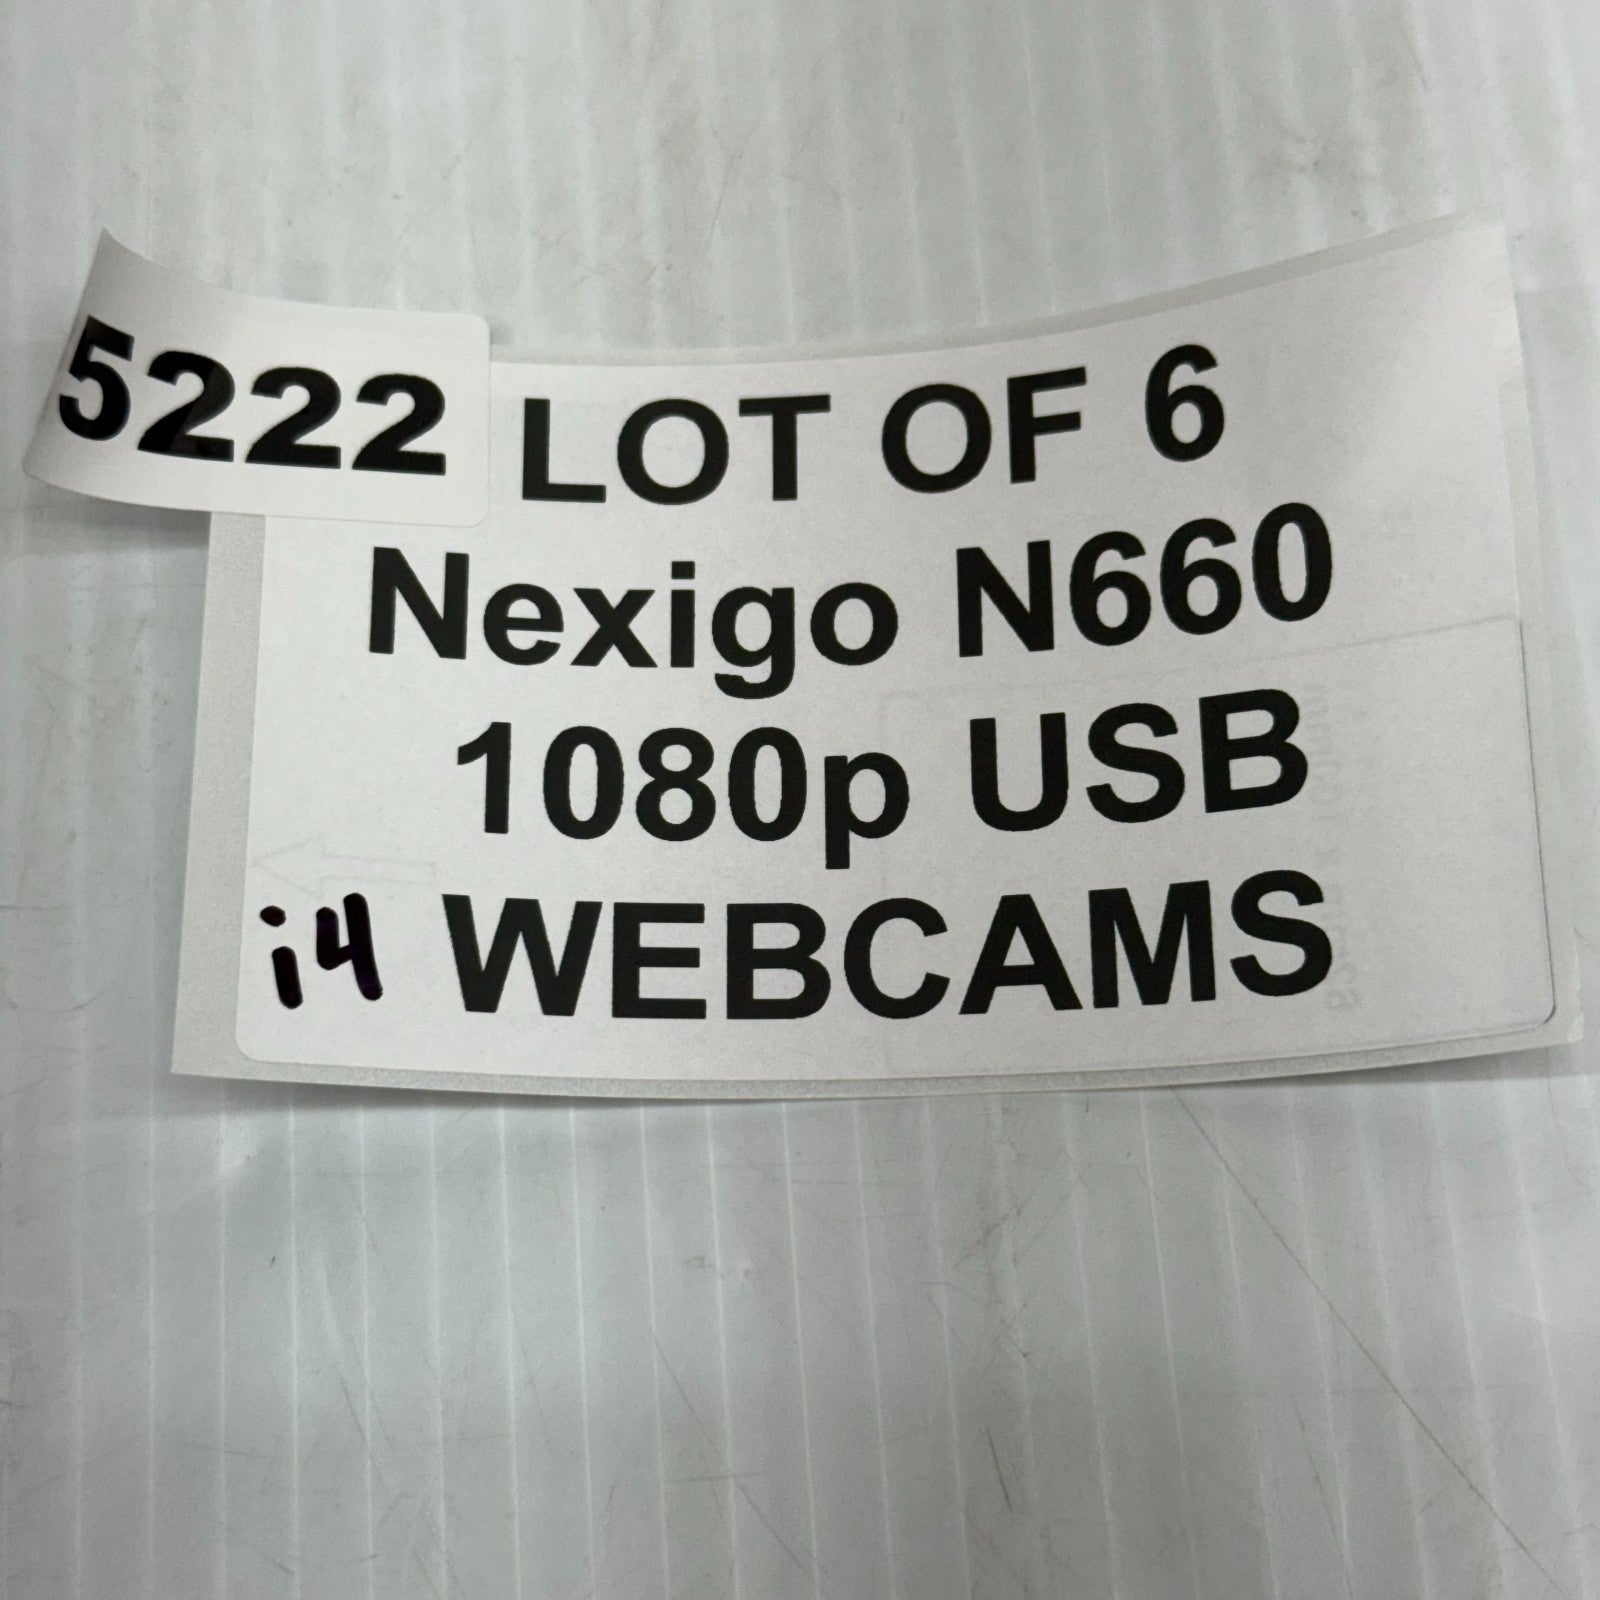 5222 LOT OF 6
Nexigo N660
1080p USB
i4 WEBCAMS